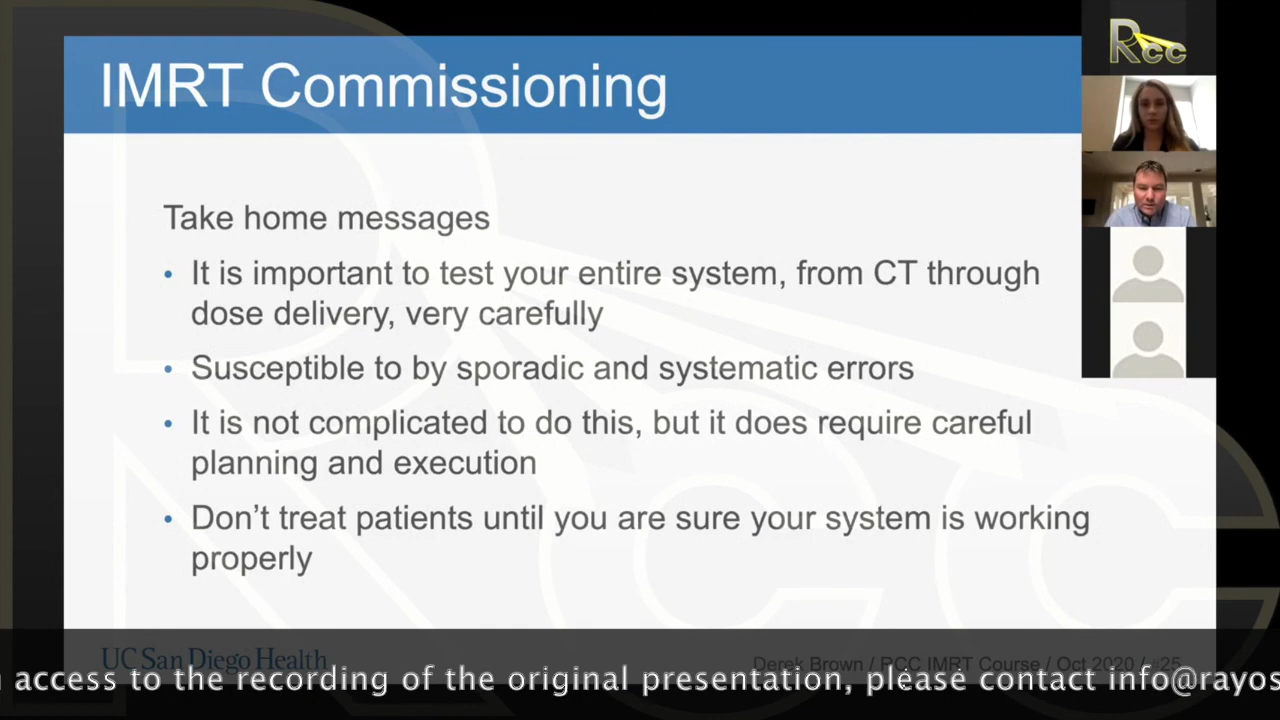 Rcc
IMRT Commissioning
Take home messages
• It is important to test your entire system, from CT through
dose delivery, very carefully
• Susceptible to by sporadic and systematic errors
• It is not complicated to do this, but it does require careful
planning and execution
• Don’t treat patients until you are sure your system is working
properly
UC San Diego Health
Derek Brown / RCC IMRT Course / Oct 2020 / #25
access to the recording of the original presentation, please contact info@rayos